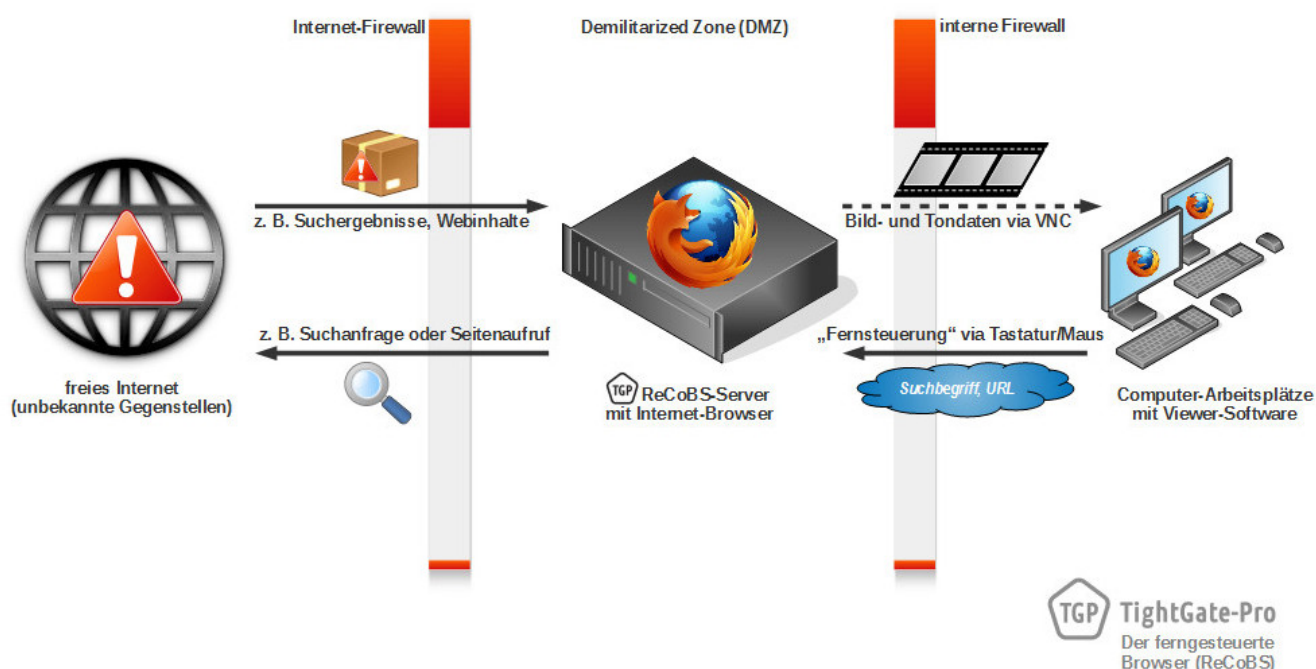 Internet-Firewall
Demilitarized Zone (DMZ)
interne Firewall
z. B. Suchergebnisse, Webinhalte
Bild- und Tondaten via VNC
z. B. Suchanfrage oder Seitenaufruf
„Fernsteuerung“ via Tastatur/Maus
Suchbegriff, URL
freies Internet
(unbekannte Gegenstellen)
TGP ReCoBS-Server
mit Internet-Browser
Computer-Arbeitsplätze
mit Viewer-Software
TGP TightGate-Pro
Der ferngesteuerte
Browser (ReCoBS)